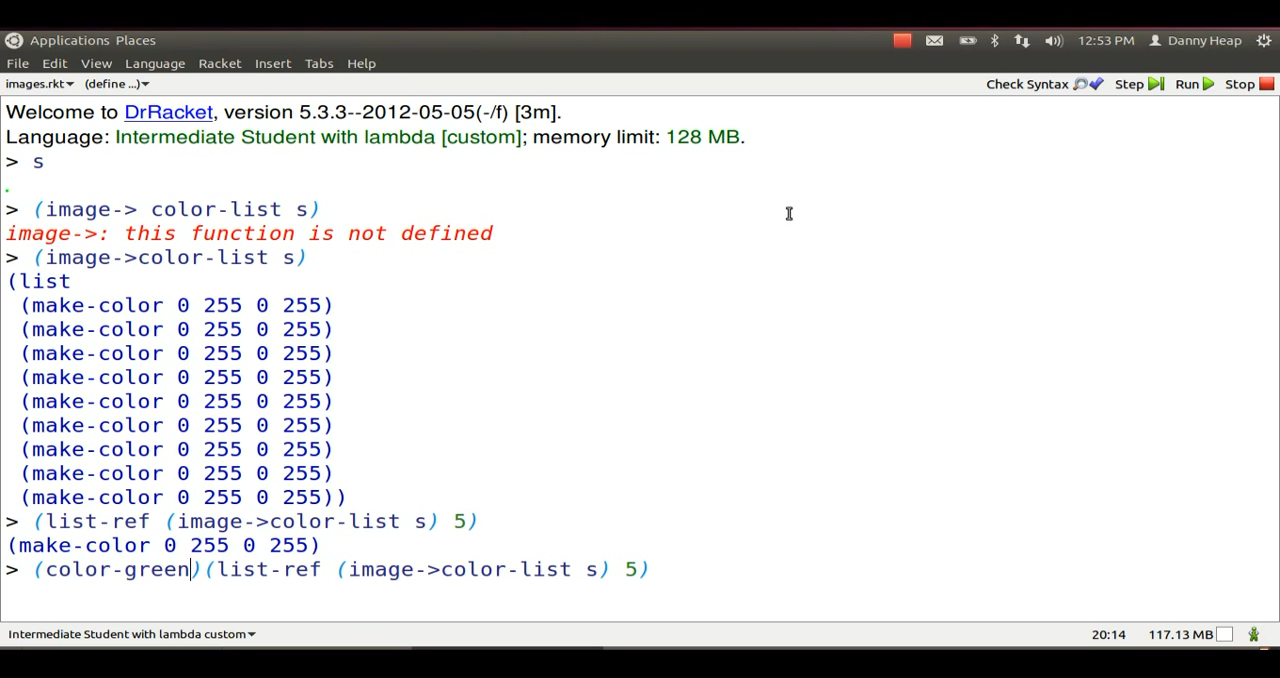 Applications Places 12:53 PM Danny Heap
File Edit View Language Racket Insert Tabs Help
images.rkt (define ...) Check Syntax Step Run Stop
Welcome to DrRacket, version 5.3.3--2012-05-05(-/f) [3m].
Language: Intermediate Student with lambda [custom]; memory limit: 128 MB.
> s
> (image-> color-list s)
image->: this function is not defined
> (image->color-list s)
(list
(make-color 0 255 0 255)
(make-color 0 255 0 255)
(make-color 0 255 0 255)
(make-color 0 255 0 255)
(make-color 0 255 0 255)
(make-color 0 255 0 255)
(make-color 0 255 0 255)
(make-color 0 255 0 255)
(make-color 0 255 0 255))
> (list-ref (image->color-list s) 5)
(make-color 0 255 0 255)
> (color-green)(list-ref (image->color-list s) 5)
Intermediate Student with lambda custom 20:14 117.13 MB